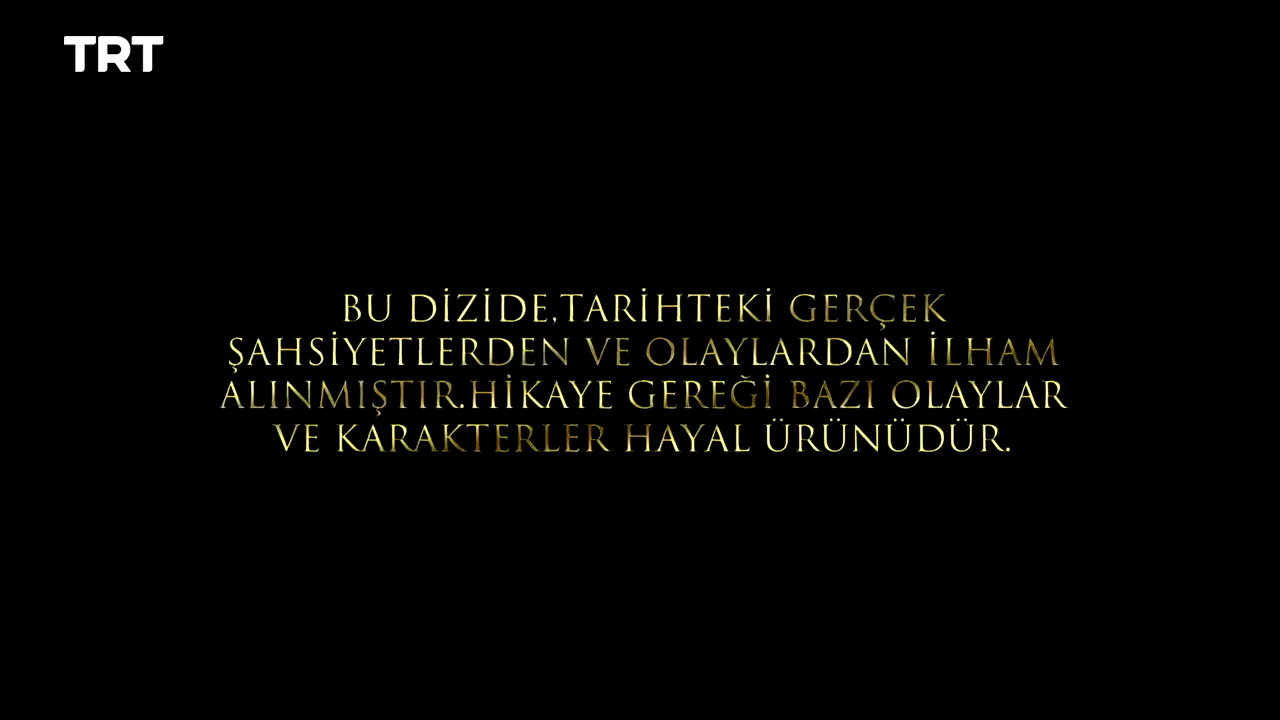 TRT
BU DİZİDE,TARİHTEKİ GERÇEK
ŞAHSİYETLERDEN VE OLAYLARDAN İLHAM
ALINMIŞTIR.HİKAYE GEREĞİ BAZI OLAYLAR
VE KARAKTERLER HAYAL ÜRÜNÜDÜR.